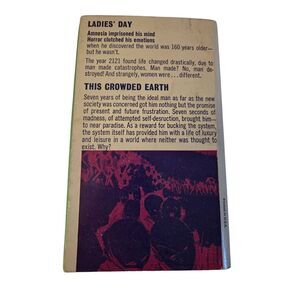 LADIES' DAY
Amnesia imprisoned his mind
Horror clutched his emotions
when he discovered the world was 160 years older—
but he wasn't.
The year 2121 found life changed drastically, due to
man made catastrophes. Man made? No, man de-
stroyed! And strangely, women were . . . different.
THIS CROWDED EARTH
Seven years of being the ideal man as far as the new
society was concerned got him nothing but the promise
of present and future frustration. Seven seconds of
madness, of attempted self-desruction, brought him—
to near paradise. As a reward for bucking the system,
the system itself has provided him with a life of luxury
and leisure in a world where neither was thought to
exist. Why?